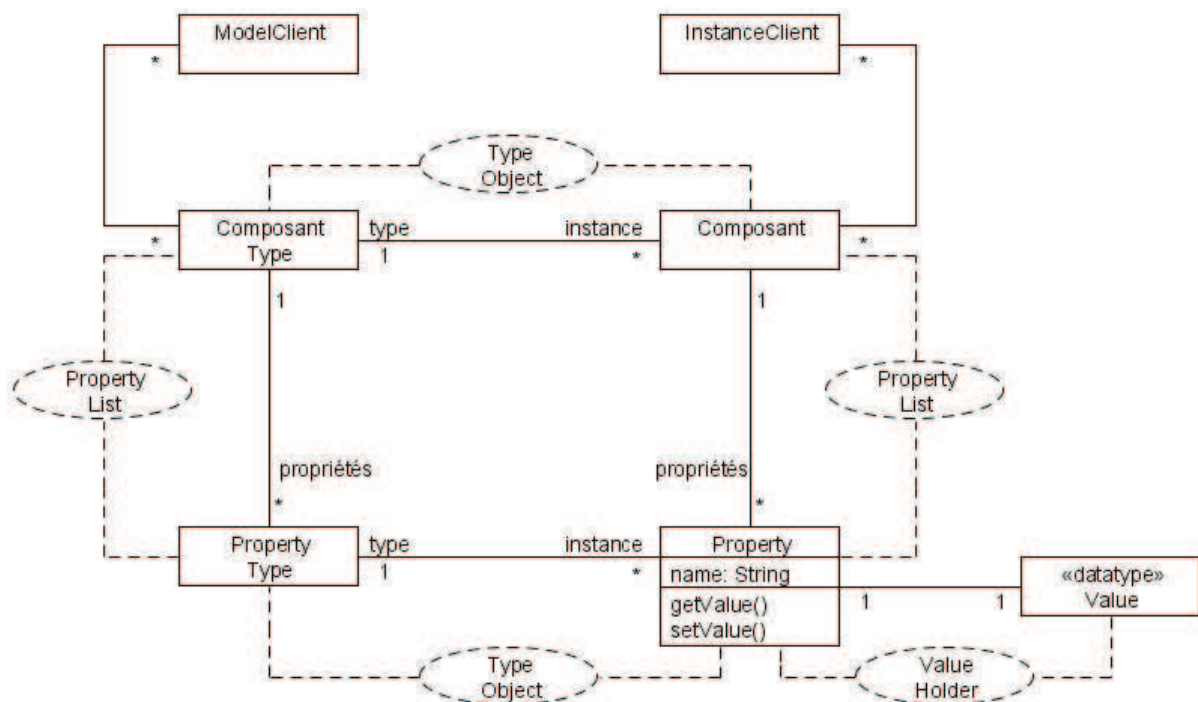 ModelClient
InstanceClient
*
*
Type
Object
Composant
Type
type
instance
Composant
*
1
*
*
1
1
Property
List
Property
List
propriétés
propriétés
*
*
Property
Type
type
instance
Property
1
*
name: String
«datatype»
Value
getValue()
setValue()
1
1
Type
Object
Value
Holder